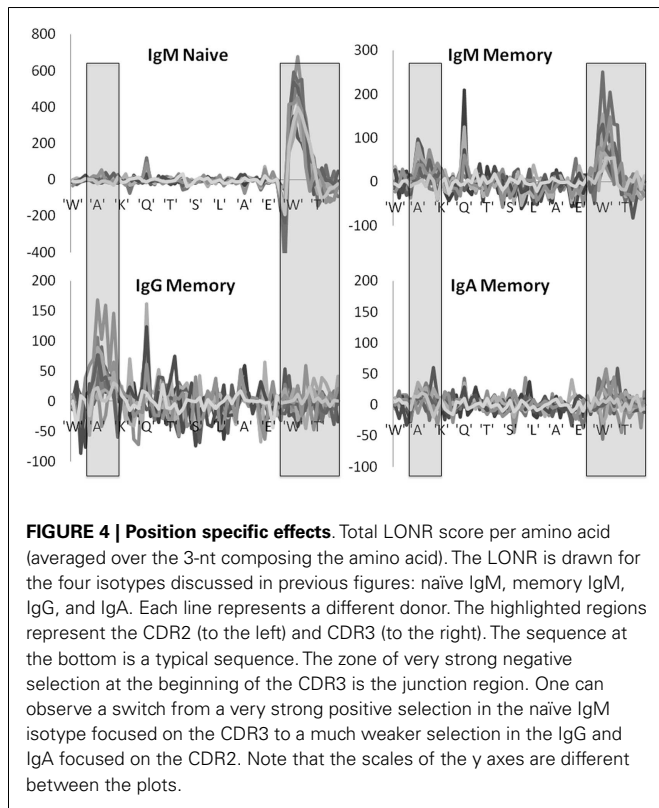 800
600
400
200
0
-200
-400
IgM Naive
'W' 'A' 'K' 'Q' 'T' 'S' 'L' 'A' 'E' 'W' 'T'
300
200
100
0
-100
IgM Memory
'W' 'A' 'K' 'Q' 'T' 'S' 'L' 'A' 'E' 'W' 'T'
200
150
100
50
0
-50
-100
IgG Memory
'W' 'A' 'K' 'Q' 'T' 'S' 'L' 'A' 'E' 'W' 'T'
200
150
100
50
0
-50
-100
IgA Memory
'W' 'A' 'K' 'Q' 'T' 'S' 'L' 'A' 'E' 'W' 'T'
FIGURE 4 | Position specific effects. Total LONR score per amino acid
(averaged over the 3-nt composing the amino acid). The LONR is drawn for
the four isotypes discussed in previous figures: naïve IgM, memory IgM,
IgG, and IgA. Each line represents a different donor. The highlighted regions
represent the CDR2 (to the left) and CDR3 (to the right). The sequence at
the bottom is a typical sequence. The zone of very strong negative
selection at the beginning of the CDR3 is the junction region. One can
observe a switch from a very strong positive selection in the naïve IgM
isotype focused on the CDR3 to a much weaker selection in the IgG and
IgA focused on the CDR2. Note that the scales of the y axes are different
between the plots.